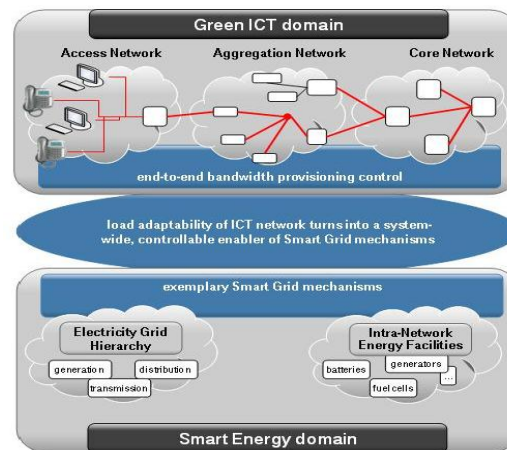 Green ICT domain
Access Network
Aggregation Network
Core Network
end-to-end bandwidth provisioning control
load adaptability of ICT network turns into a system-
wide, controllable enabler of Smart Grid mechanisms
exemplary Smart Grid mechanisms
Electricity Grid
Hierarchy
generation
distribution
transmission
Intra-Network
Energy Facilities
batteries
generators
fuel cells
...
Smart Energy domain